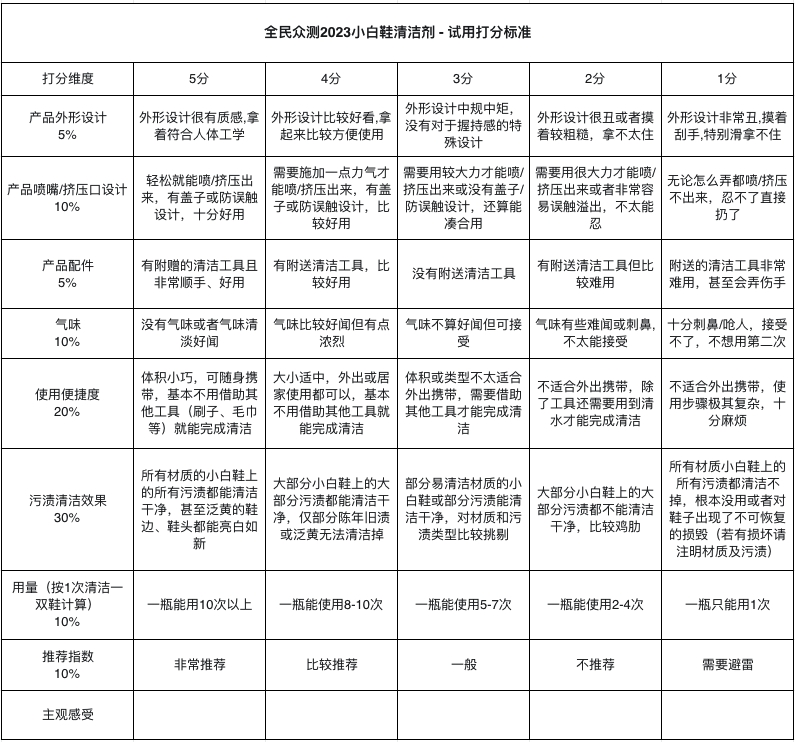 全民众测2023小白鞋清洁剂 - 试用打分标准
打分维度
5分
4分
3分
2分
1分
产品外形设计
5%
外形设计很有质感,拿
着符合人体工学
外形设计比较好看,拿
起来比较方便使用
外形设计中规中矩，
没有对于握持感的特
殊设计
外形设计很丑或者摸
着较粗糙，拿不太住
外形设计非常丑,摸着
刮手,特别滑拿不住
产品喷嘴/挤压口设计
10%
轻松就能喷/挤压出
来，有盖子或防误触
设计，十分好用
需要施加一点力气才
能喷/挤压出来，有盖
子或防误触设计，比
较好用
需要用较大力才能喷/
挤压出来或没有盖子/
防误触设计，还算能
凑合用
需要用很大力才能喷/
挤压出来或者非常容
易误触溢出，不太能
忍
无论怎么弄都喷/挤压
不出来，忍不了直接
扔了
产品配件
5%
有附赠的清洁工具且
非常顺手、好用
有附送清洁工具，比
较好用
没有附送清洁工具
有附送清洁工具但比
较难用
附送的清洁工具非常
难用，甚至会弄伤手
气味
10%
没有气味或者气味清
淡好闻
气味比较好闻但有点
浓烈
气味不算好闻但可接
受
气味有些难闻或刺鼻,
不太能接受
十分刺鼻/呛人，接受
不了，不想用第二次
使用便捷度
20%
体积小巧，可随身携
带，基本不用借助其
他工具（刷子、毛巾
等）就能完成清洁
大小适中，外出或居
家使用都可以，基本
不用借助其他工具就
能完成清洁
体积或类型不太适合
外出携带，需要借助
其他工具才能完成清
洁
不适合外出携带，除
了工具还需要用到清
水才能完成清洁
不适合外出携带，使
用步骤极其复杂，十
分麻烦
污渍清洁效果
30%
所有材质的小白鞋上
的所有污渍都能清洁
干净，甚至泛黄的鞋
边、鞋头都能亮白如
新
大部分小白鞋上的大
部分污渍都能清洁干
净，仅部分陈年旧渍
或泛黄无法清洁掉
部分易清洁材质的小
白鞋或部分污渍能清
洁干净，对材质和污
渍类型比较挑剔
大部分小白鞋上的大
部分污渍都不能清洁
干净，比较鸡肋
所有材质小白鞋上的
所有污渍都清洁不
掉，根本没用或者对
鞋子出现了不可恢复
的损毁（若有损坏请
注明材质及污渍）
用量（按1次清洁一
双鞋计算）
10%
一瓶能用10次以上
一瓶能使用8-10次
一瓶能使用5-7次
一瓶能使用2-4次
一瓶只能用1次
推荐指数
10%
非常推荐
比较推荐
一般
不推荐
需要避雷
主观感受